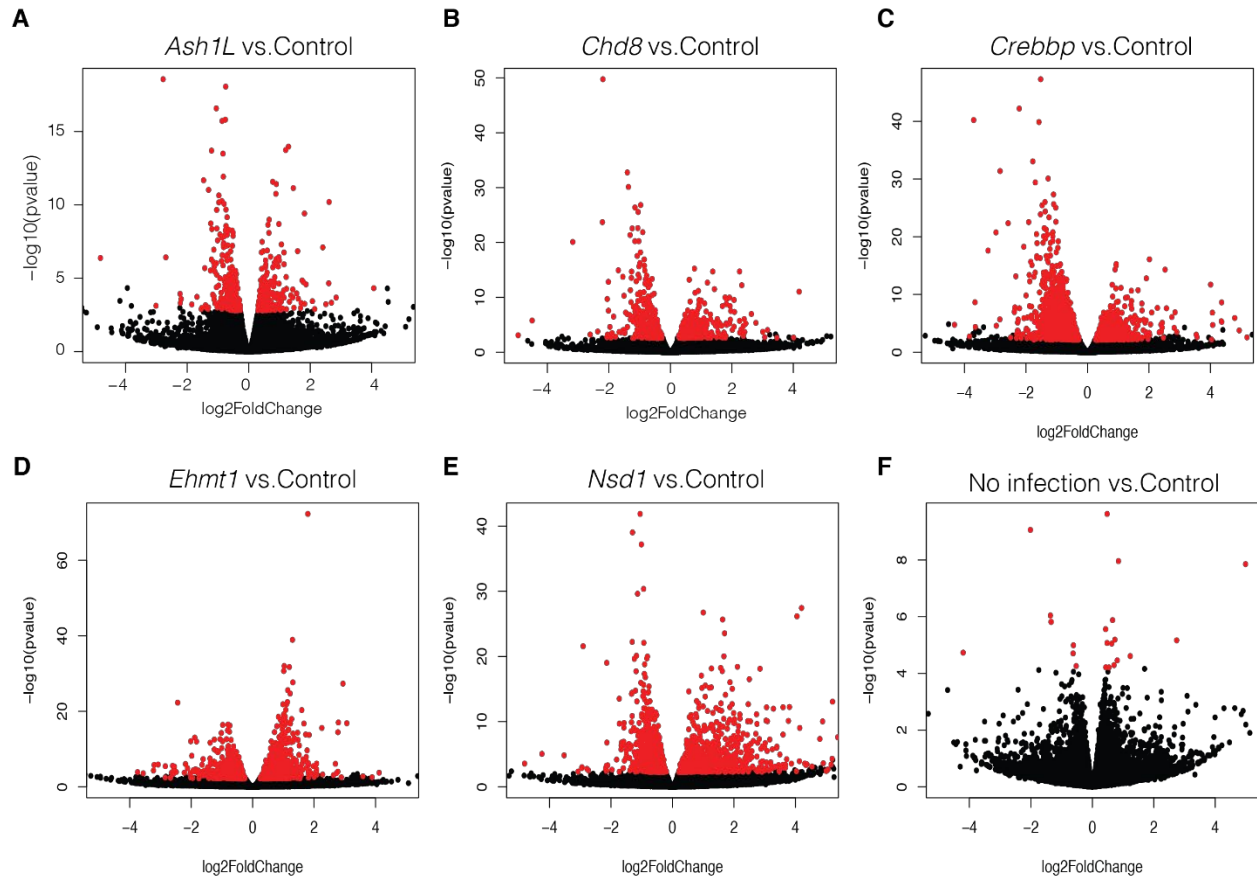 A
Ash1L vs.Control
−log10(pvalue)
15
10
5
0
−4 −2 0 2 4
log2FoldChange
B
Chd8 vs.Control
−log10(pvalue)
50
40
30
20
10
0
−4 −2 0 2 4
log2FoldChange
C
Crebbp vs.Control
−log10(pvalue)
40
30
20
10
0
−4 −2 0 2 4
log2FoldChange
D
Ehmt1 vs.Control
−log10(pvalue)
60
40
20
0
−4 −2 0 2 4
log2FoldChange
E
Nsd1 vs.Control
−log10(pvalue)
40
30
20
10
0
−4 −2 0 2 4
log2FoldChange
F
No infection vs.Control
−log10(pvalue)
8
6
4
2
0
−4 −2 0 2 4
log2FoldChange